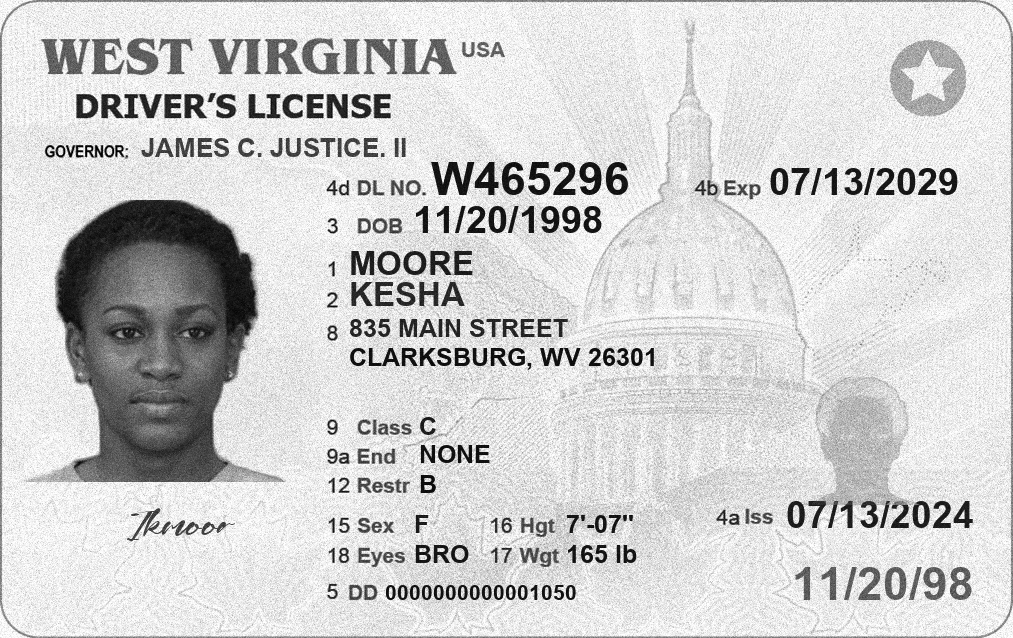 WEST VIRGINIA USA
DRIVER'S LICENSE
GOVERNOR: JAMES C. JUSTICE. II
4d DL NO. W465296 4b Exp 07/13/2029
3 DOB 11/20/1998
1 MOORE
2 KESHA
8 835 MAIN STREET
CLARKSBURG, WV 26301
9 Class C
9a End NONE
12 Restr B
15 Sex F 16 Hgt 7'-07" 4a Iss 07/13/2024
18 Eyes BRO 17 Wgt 165 lb
5 DD 0000000000001050 11/20/98